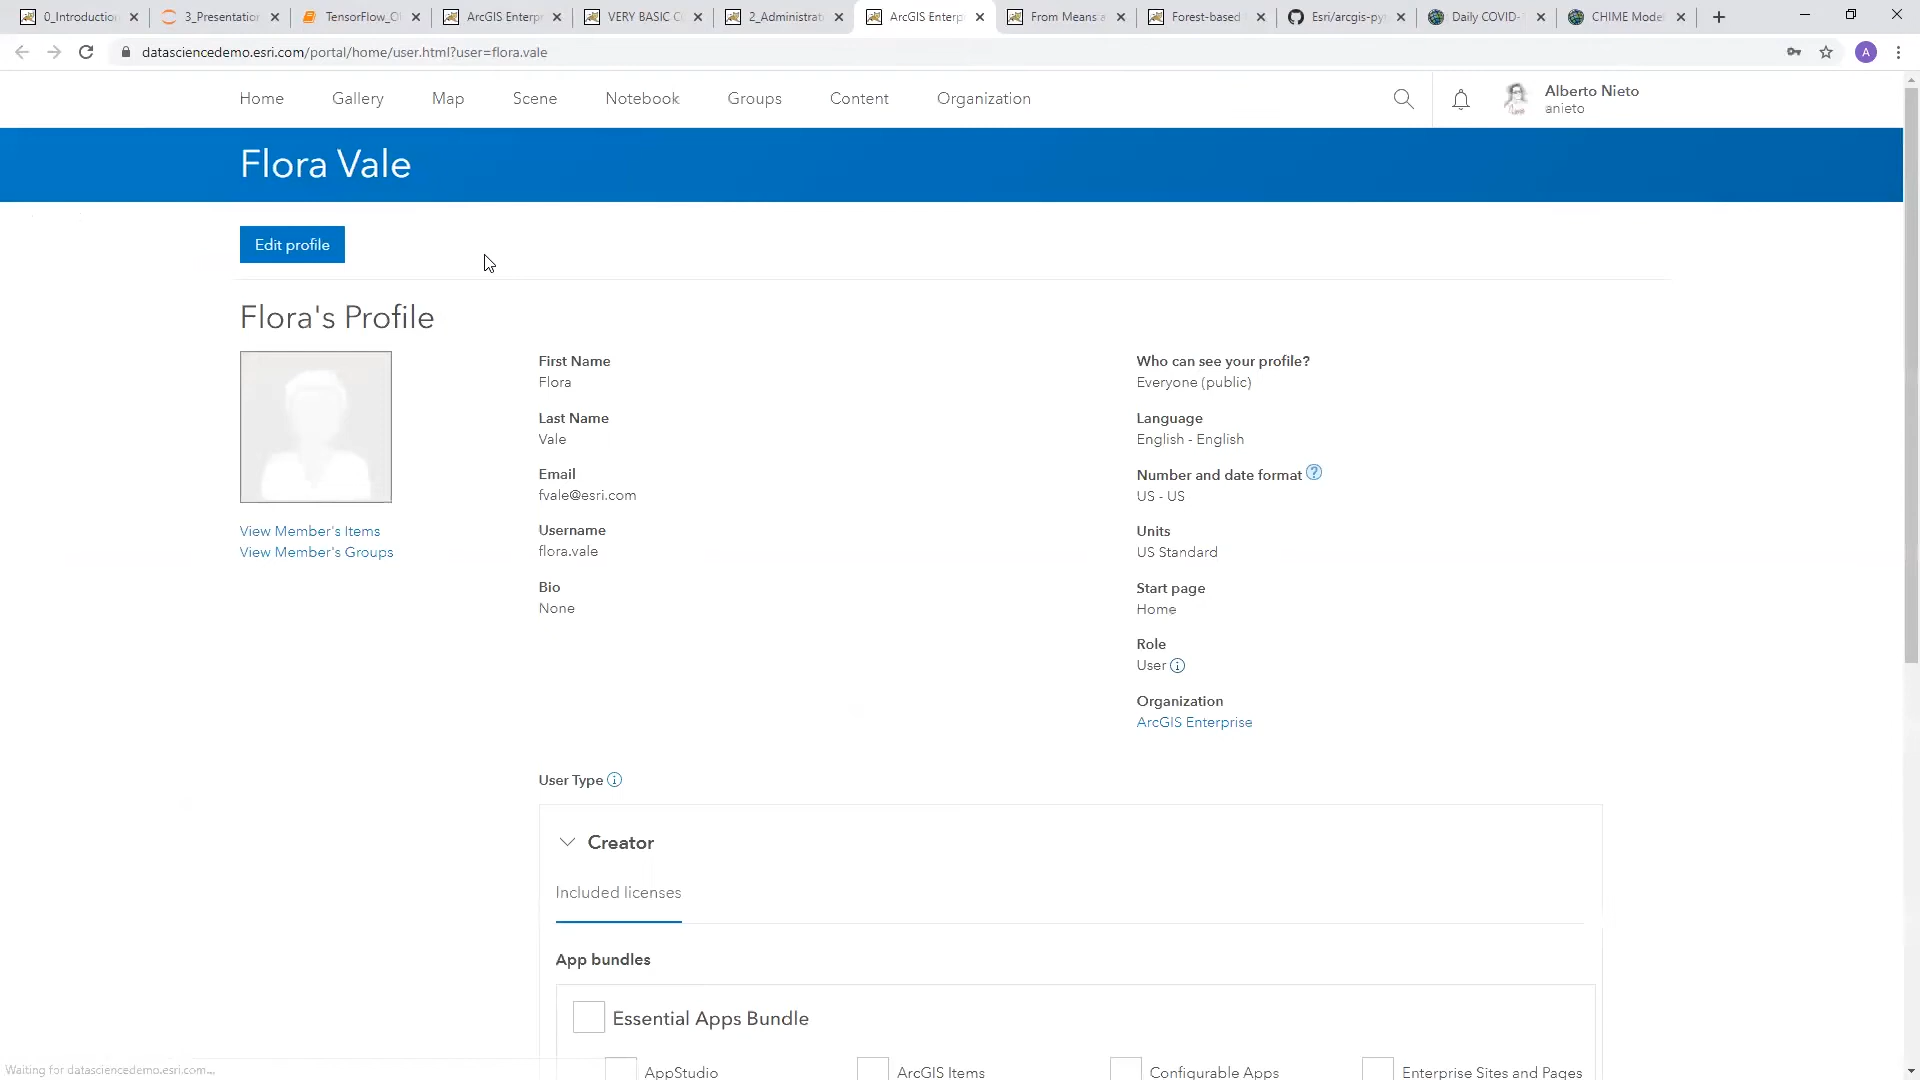 0_Introduction
3_Presentation
TensorFlow_O
ArcGIS Enterp
VERY BASIC C
2_Administrat
ArcGIS Enterp
From Means a
Forest-based
Esri/arcgis-py
Daily COVID-
CHIME Model
datasciencedemo.esri.com/portal/home/user.html?user=flora.vale
A
Home Gallery Map Scene Notebook Groups Content Organization
Alberto Nieto
anieto
Flora Vale
Edit profile
Flora's Profile
View Member's Items
View Member's Groups
First Name
Flora
Last Name
Vale
Email
fvale@esri.com
Username
flora.vale
Bio
None
Who can see your profile?
Everyone (public)
Language
English - English
Number and date format ?
US - US
Units
US Standard
Start page
Home
Role
User
Organization
ArcGIS Enterprise
User Type
Creator
Included licenses
App bundles
Essential Apps Bundle
AppStudio ArcGIS Items Configurable Apps Enterprise Sites and Pages
Waiting for datasciencedemo.esri.com...